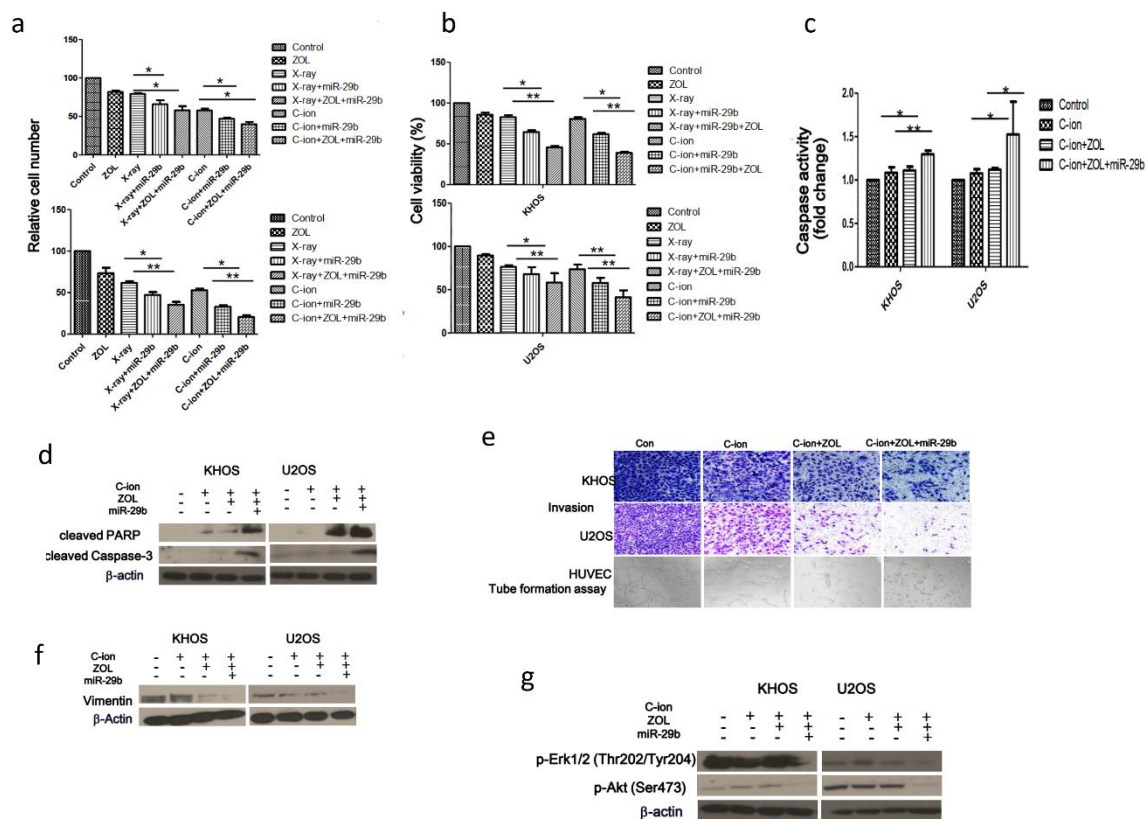 a
Relative cell number
100
50
0
* *
* *
Control
ZOL
X-ray
X-ray+miR-29b
X-ray+ZOL+miR-29b
C-ion
C-ion+miR-29b
C-ion+ZOL+miR-29b
150
Control
ZOL
X-ray
X-ray+miR-29b
X-ray+ZOL+miR-29b
C-ion
C-ion+miR-29b
C-ion+ZOL+miR-29b
150
100
50
0
* *
** **
Control
ZOL
X-ray
X-ray+miR-29b
X-ray+ZOL+miR-29b
C-ion
C-ion+miR-29b
C-ion+ZOL+miR-29b
Control
ZOL
X-ray
X-ray+miR-29b
X-ray+ZOL+miR-29b
C-ion
C-ion+miR-29b
C-ion+ZOL+miR-29b
b
Cell viability (%)
150
100
50
0
* *
** **
KHOS
Control
ZOL
X-ray
X-ray+miR-29b
X-ray+miR-29b+ZOL
C-ion
C-ion+miR-29b
C-ion+miR-29b+ZOL
150
100
50
0
* **
** **
U2OS
Control
ZOL
X-ray
X-ray+miR-29b
X-ray+ZOL+miR-29b
C-ion
C-ion+miR-29b
C-ion+ZOL+miR-29b
c
Caspase activity
(fold change)
2.0
1.5
1.0
0.5
0.0
* *
** *
KHOS
U2OS
Control
C-ion
C-ion+ZOL
C-ion+ZOL+miR-29b
d
KHOS U2OS
C-ion - + + + - + + +
ZOL - - + + - - + +
miR-29b - - - + - - - +
cleaved PARP
cleaved Caspase-3
β-actin
e
Con C-ion C-ion+ZOL C-ion+ZOL+miR-29b
KHOS
Invasion
U2OS
HUVEC
Tube formation assay
f
KHOS U2OS
C-ion - + + + - + + +
ZOL - - + + - - + +
miR-29b - - - + - - - +
Vimentin
β-Actin
g
KHOS U2OS
C-ion - + + + - + + +
ZOL - - + + - - + +
miR-29b - - - + - - - +
p-Erk1/2 (Thr202/Tyr204)
p-Akt (Ser473)
β-actin